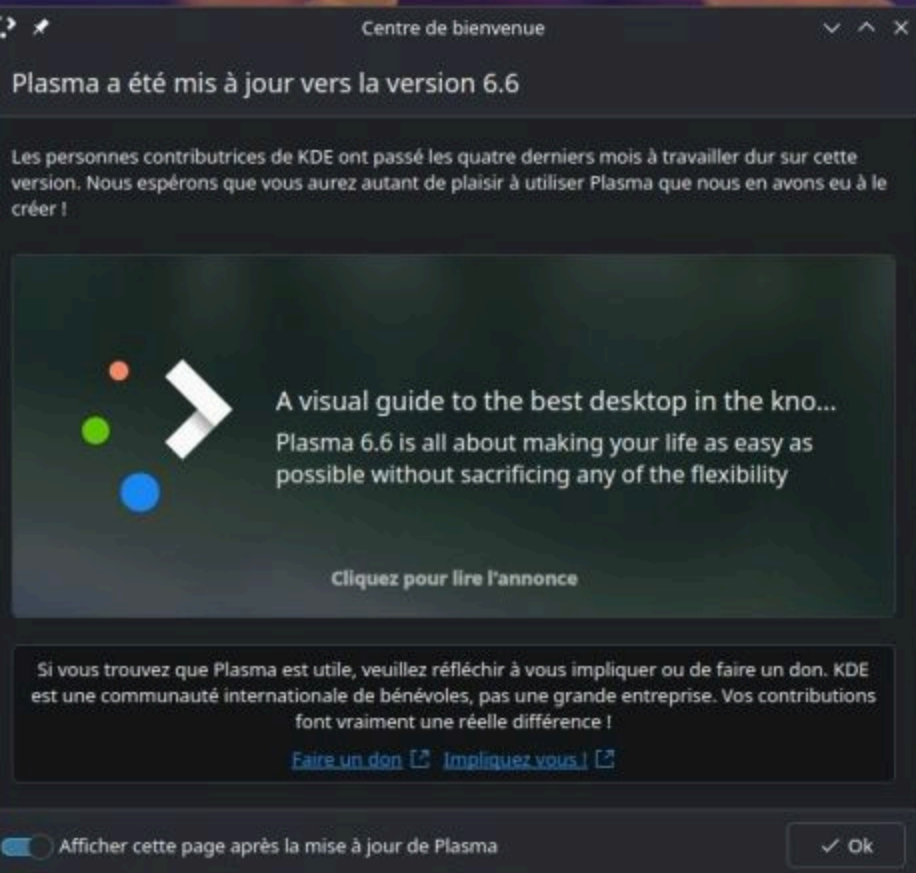 Centre de bienvenue
Plasma a été mis à jour vers la version 6.6
Les personnes contributrices de KDE ont passé les quatre derniers mois à travailler dur sur cette
version. Nous espérons que vous aurez autant de plaisir à utiliser Plasma que nous en avons eu à le
créer !
A visual guide to the best desktop in the kno...
Plasma 6.6 is all about making your life as easy as
possible without sacrificing any of the flexibility
Cliquez pour lire l'annonce
Si vous trouvez que Plasma est utile, veuillez réfléchir à vous impliquer ou de faire un don. KDE
est une communauté internationale de bénévoles, pas une grande entreprise. Vos contributions
font vraiment une réelle différence !
Faire un don Impliquez vous !
Afficher cette page après la mise à jour de Plasma
Ok